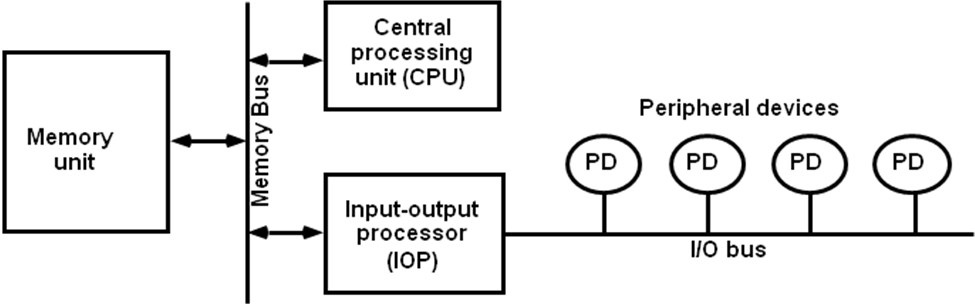 Memory
unit
Memory Bus
Central
processing
unit (CPU)
Input-output
processor
(IOP)
Peripheral devices
PD PD PD PD
I/O bus